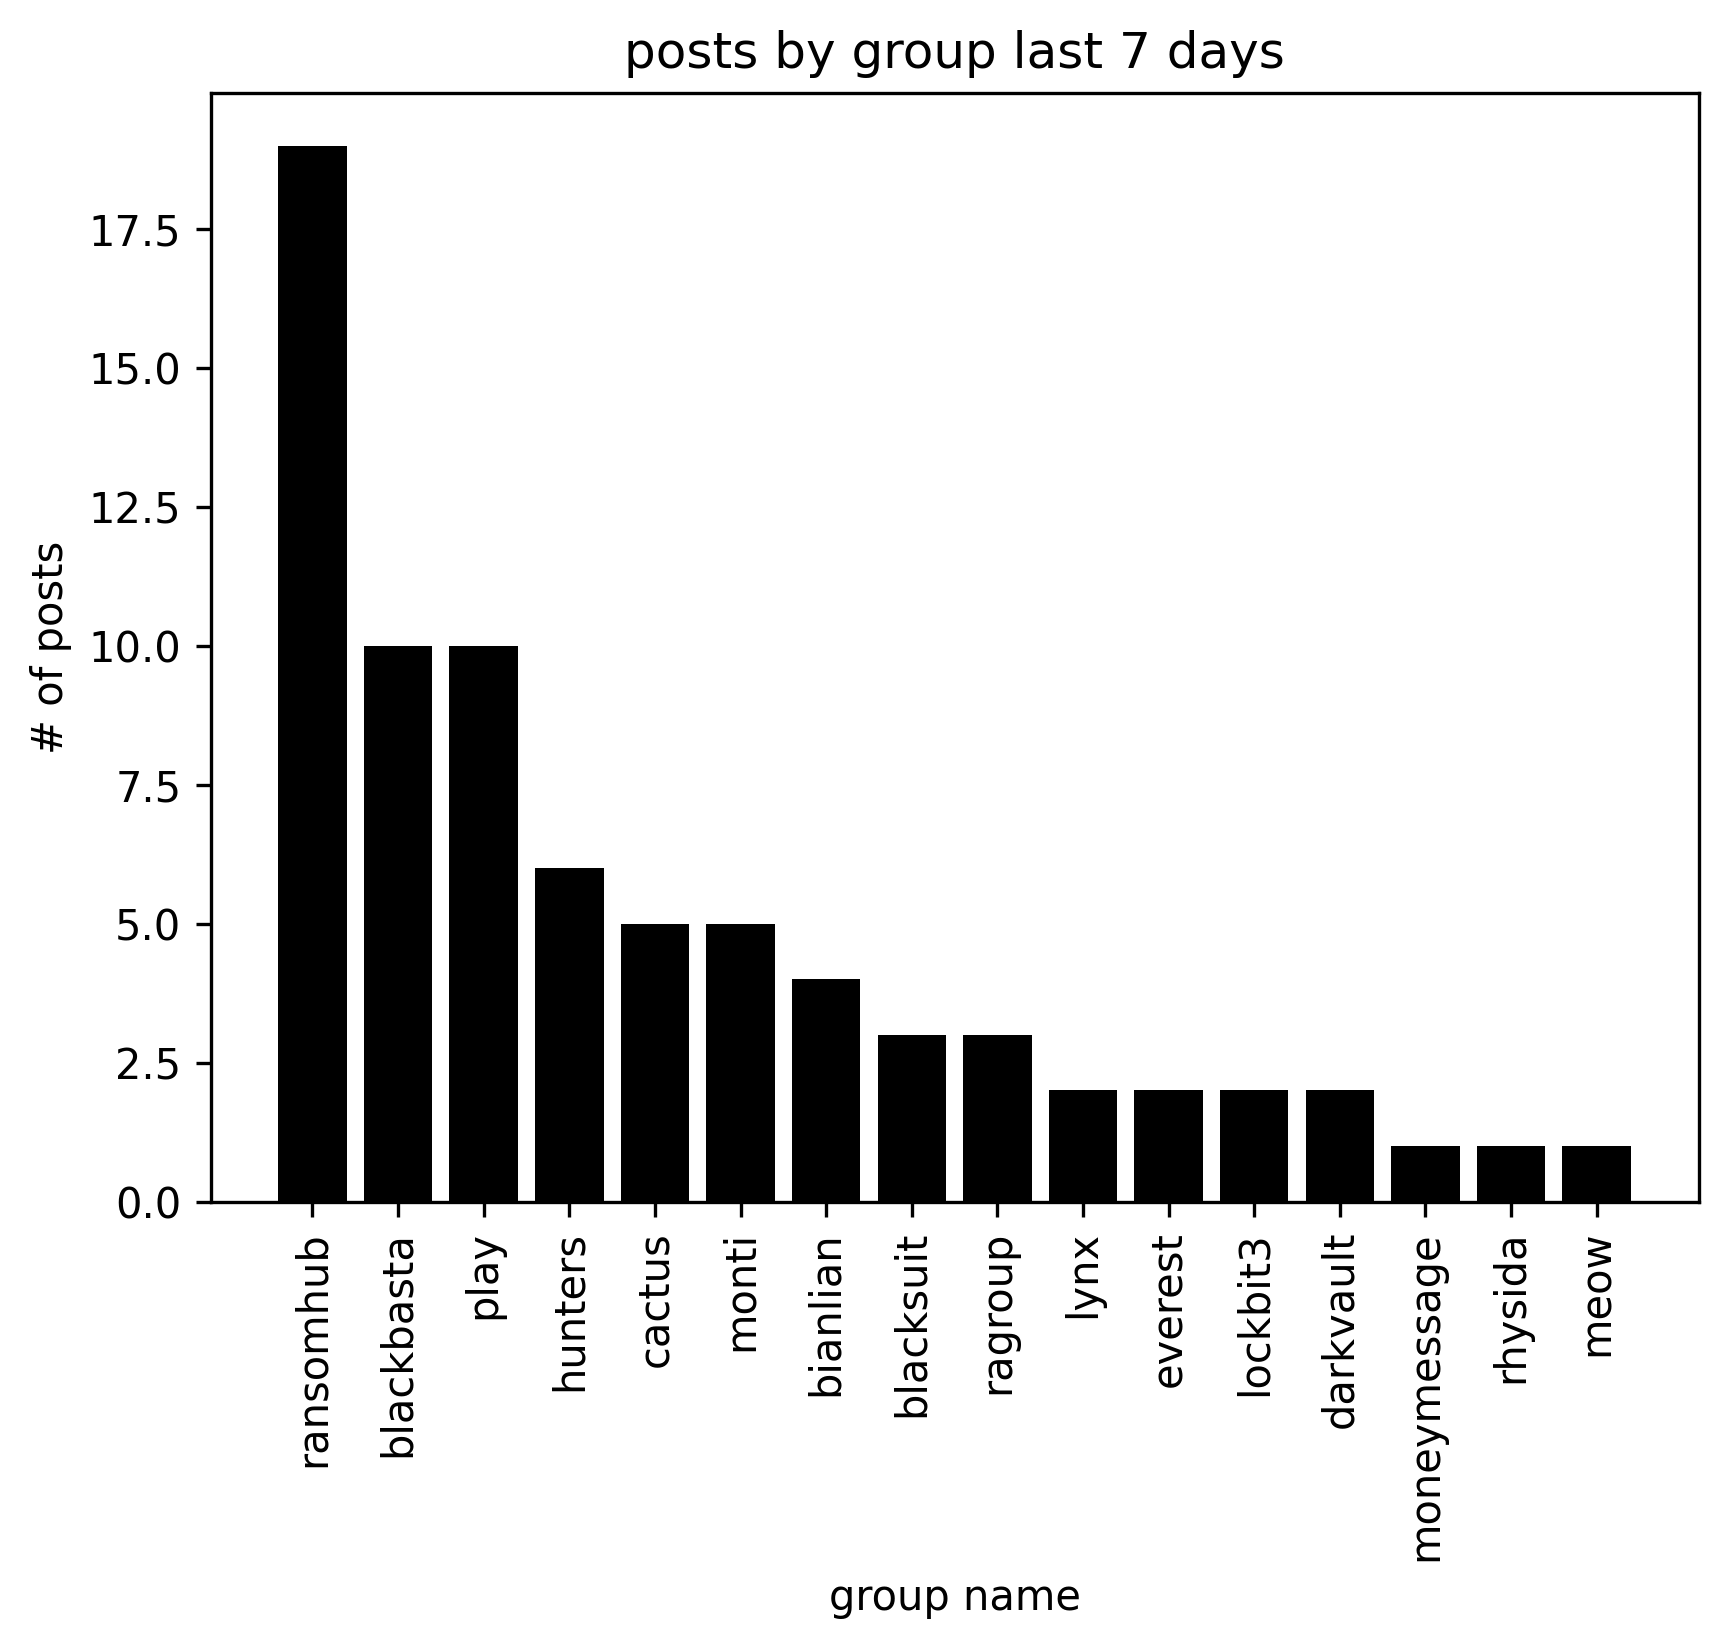 posts by group last 7 days
# of posts
17.5
15.0
12.5
10.0
7.5
5.0
2.5
0.0
ransomhub
blackbasta
play
hunters
cactus
monti
bianlian
blacksuit
ragroup
lynx
everest
lockbit3
darkvault
moneymessage
rhysida
meow
group name